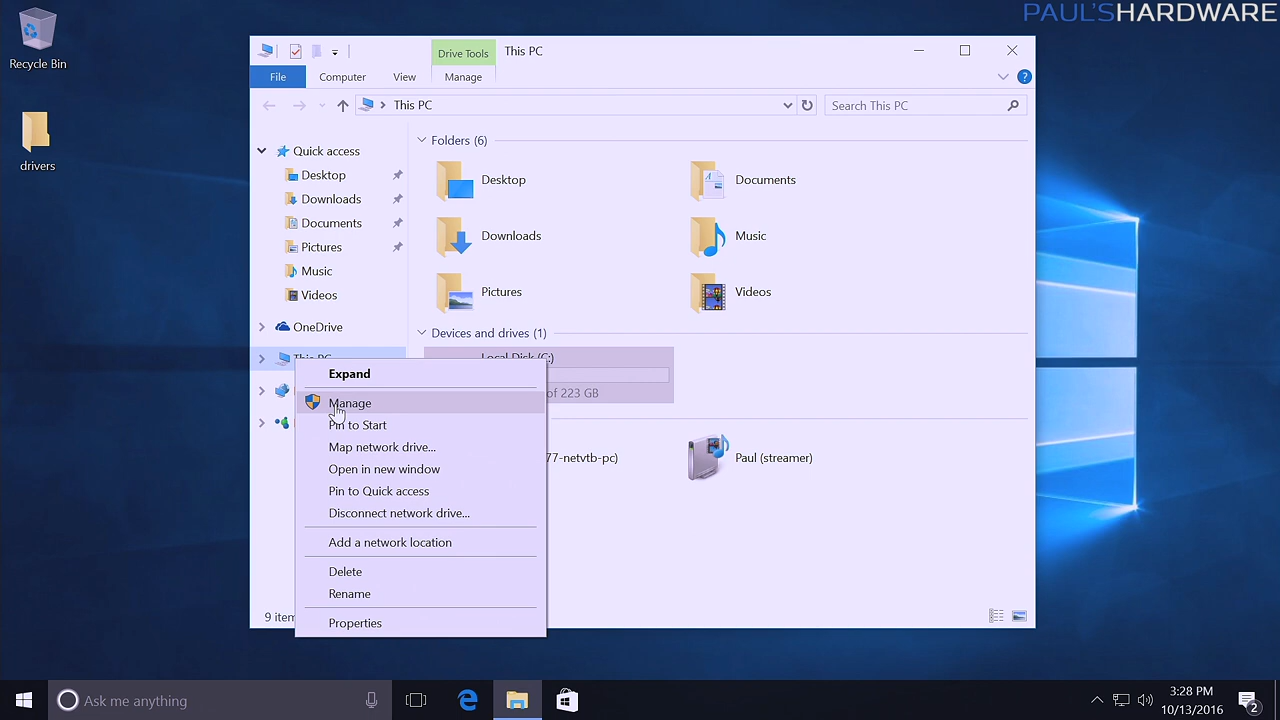 PAUL'SHARDWARE
Recycle Bin
drivers
Drive Tools
This PC
File
Computer
View
Manage
This PC
Search This PC
Quick access
Desktop
Downloads
Documents
Pictures
Music
Videos
OneDrive
This PC
Folders (6)
Desktop
Documents
Downloads
Music
Pictures
Videos
Devices and drives (1)
Local Disk (C:)
of 223 GB
77-netvtb-pc)
Paul (streamer)
Expand
Manage
Pin to Start
Map network drive...
Open in new window
Pin to Quick access
Disconnect network drive...
Add a network location
Delete
Rename
Properties
9 item
Ask me anything
3:28 PM
10/13/2016
2